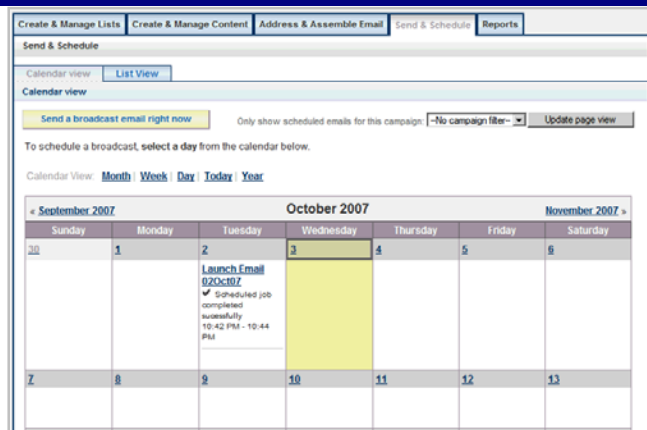 Create & Manage Lists Create & Manage Content Address & Assemble Email Send & Schedule Reports
Send & Schedule
Calendar view List View
Calendar view
Send a broadcast email right now Only show scheduled emails for this campaign: --No campaign filter-- Update page view
To schedule a broadcast, select a day from the calendar below.
Calendar View: Month | Week | Day | Today | Year
« September 2007 October 2007 November 2007 »
Sunday Monday Tuesday Wednesday Thursday Friday Saturday
30 1 2 3 4 5 6
Launch Email
02Oct07
✔ Scheduled job
completed
sucessfully
10:42 PM - 10:44
PM
7 8 9 10 11 12 13